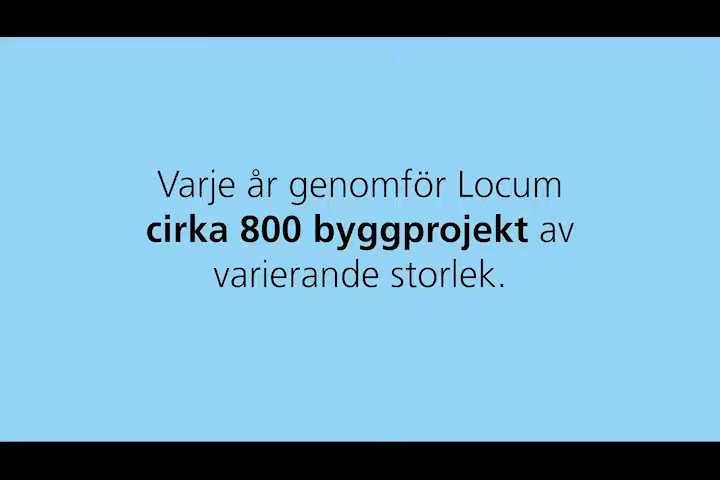 Varje år genomför Locum
cirka 800 byggprojekt av
varierande storlek.